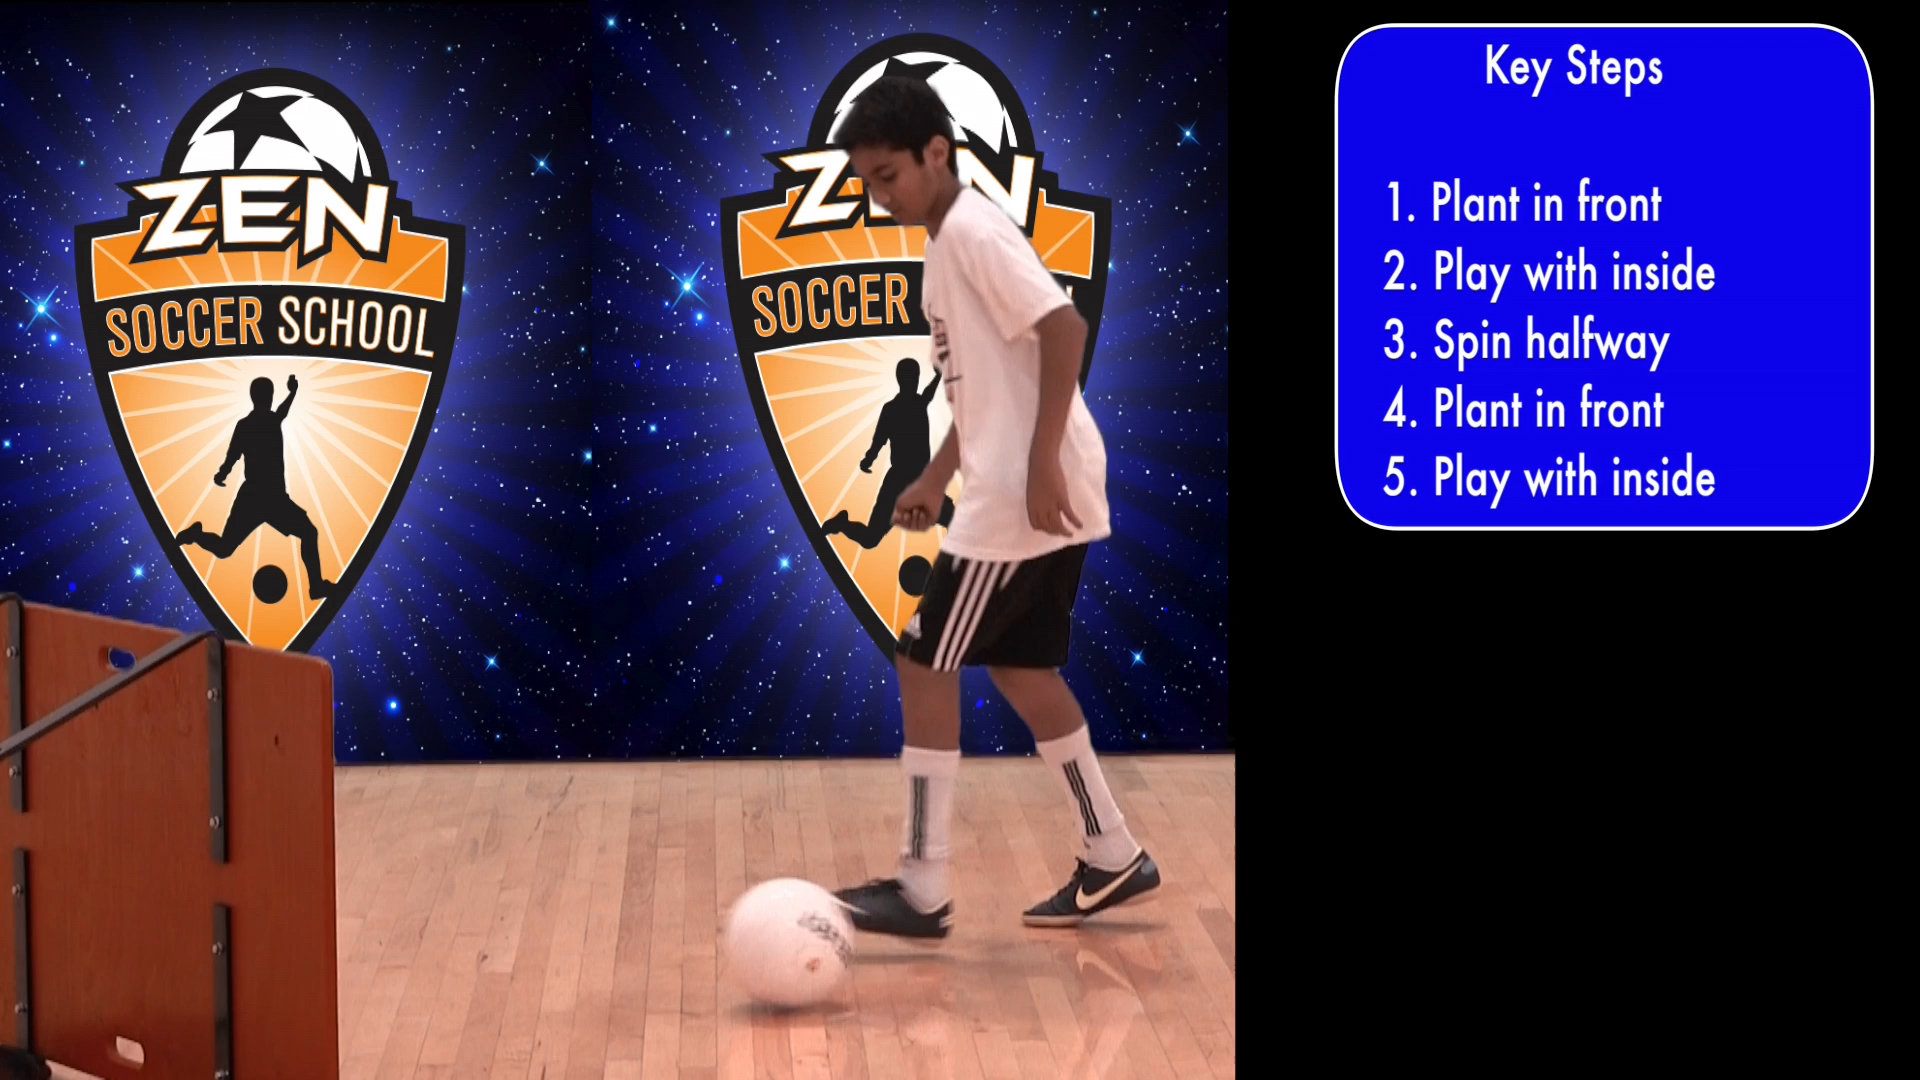 ZEN
SOCCER SCHOOL
SOCCER
Key Steps
1. Plant in front
2. Play with inside
3. Spin halfway
4. Plant in front
5. Play with inside